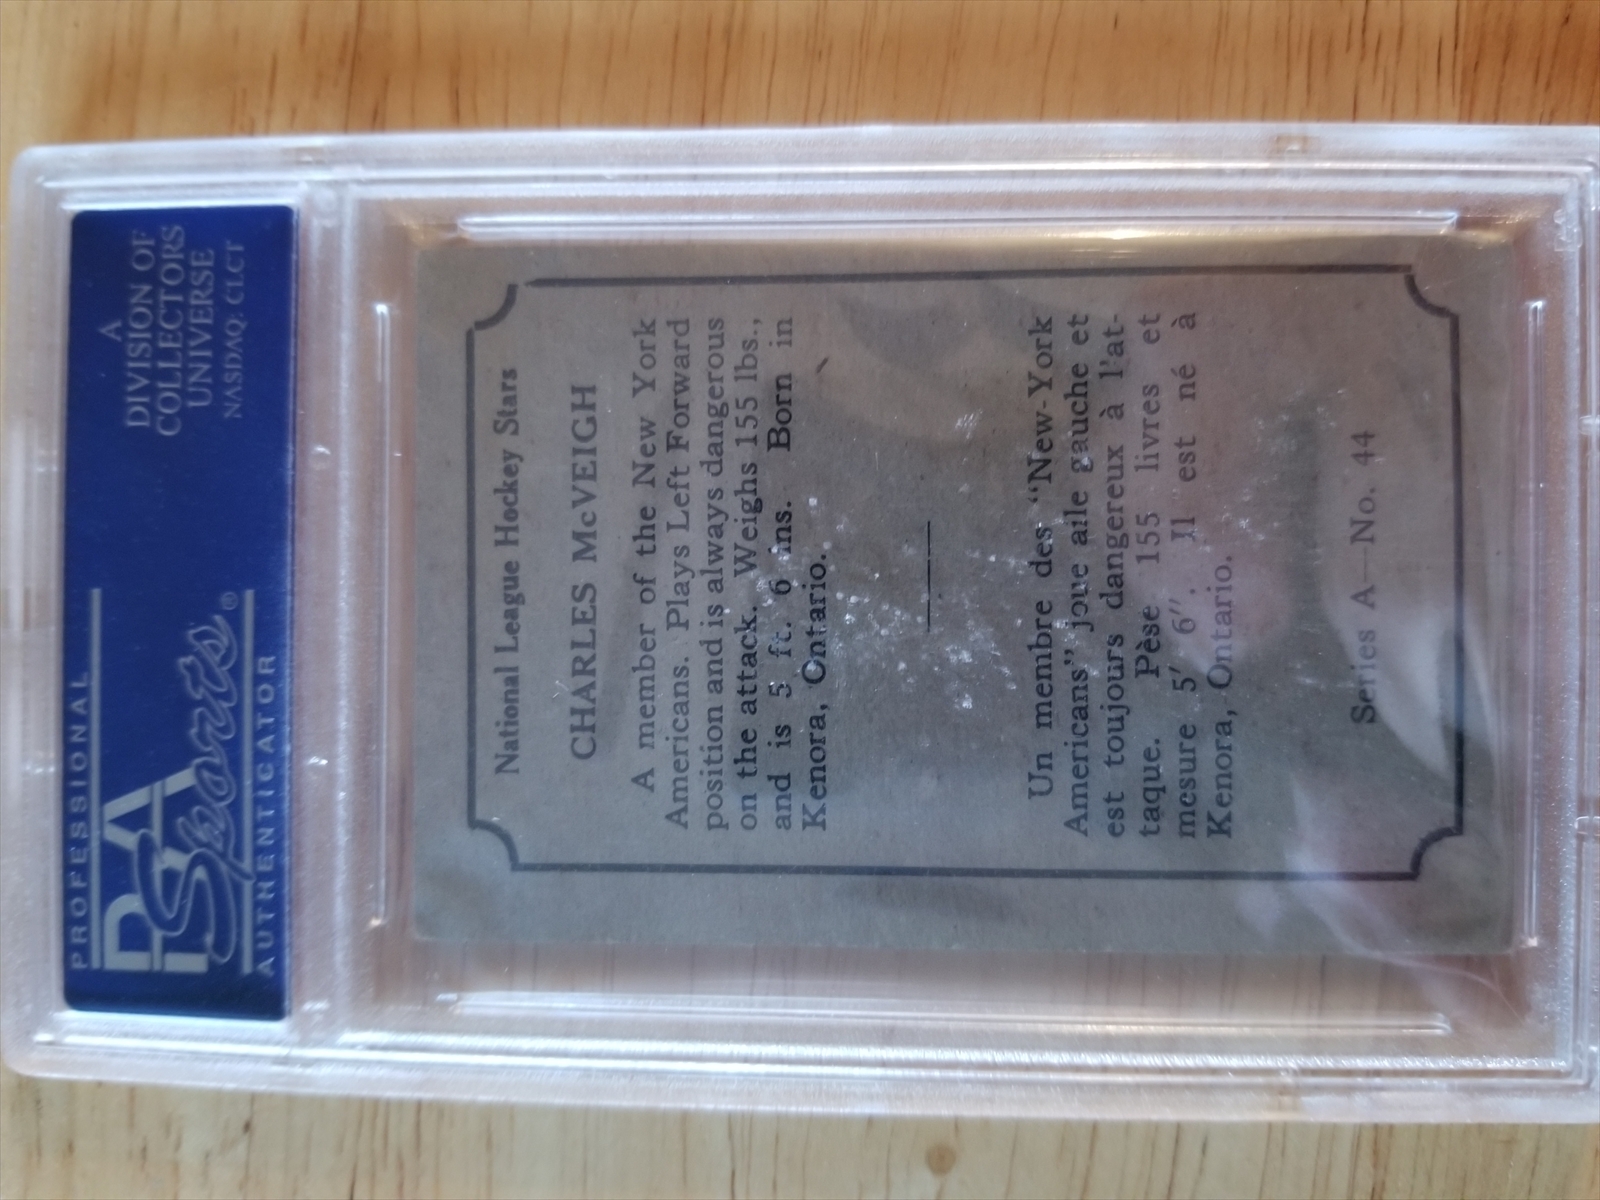 A
DIVISION OF
COLLECTORS
UNIVERSE
NASDAQ: CLCT
PROFESSIONAL
PSA
Sports®
AUTHENTICATOR
National League Hockey Stars
CHARLES McVEIGH
A member of the New York
Americans. Plays Left Forward
position and is always dangerous
on the attack. Weighs 155 lbs.,
and is 5 ft. 6 ins. Born in
Kenora, Ontario.
Un membre des "New-York
Americans" joue aile gauche et
est toujours dangereux à l'at-
taque. Pèse 155 livres et
mesure 5' 6". Il est né à
Kenora, Ontario.
Series A—No. 44